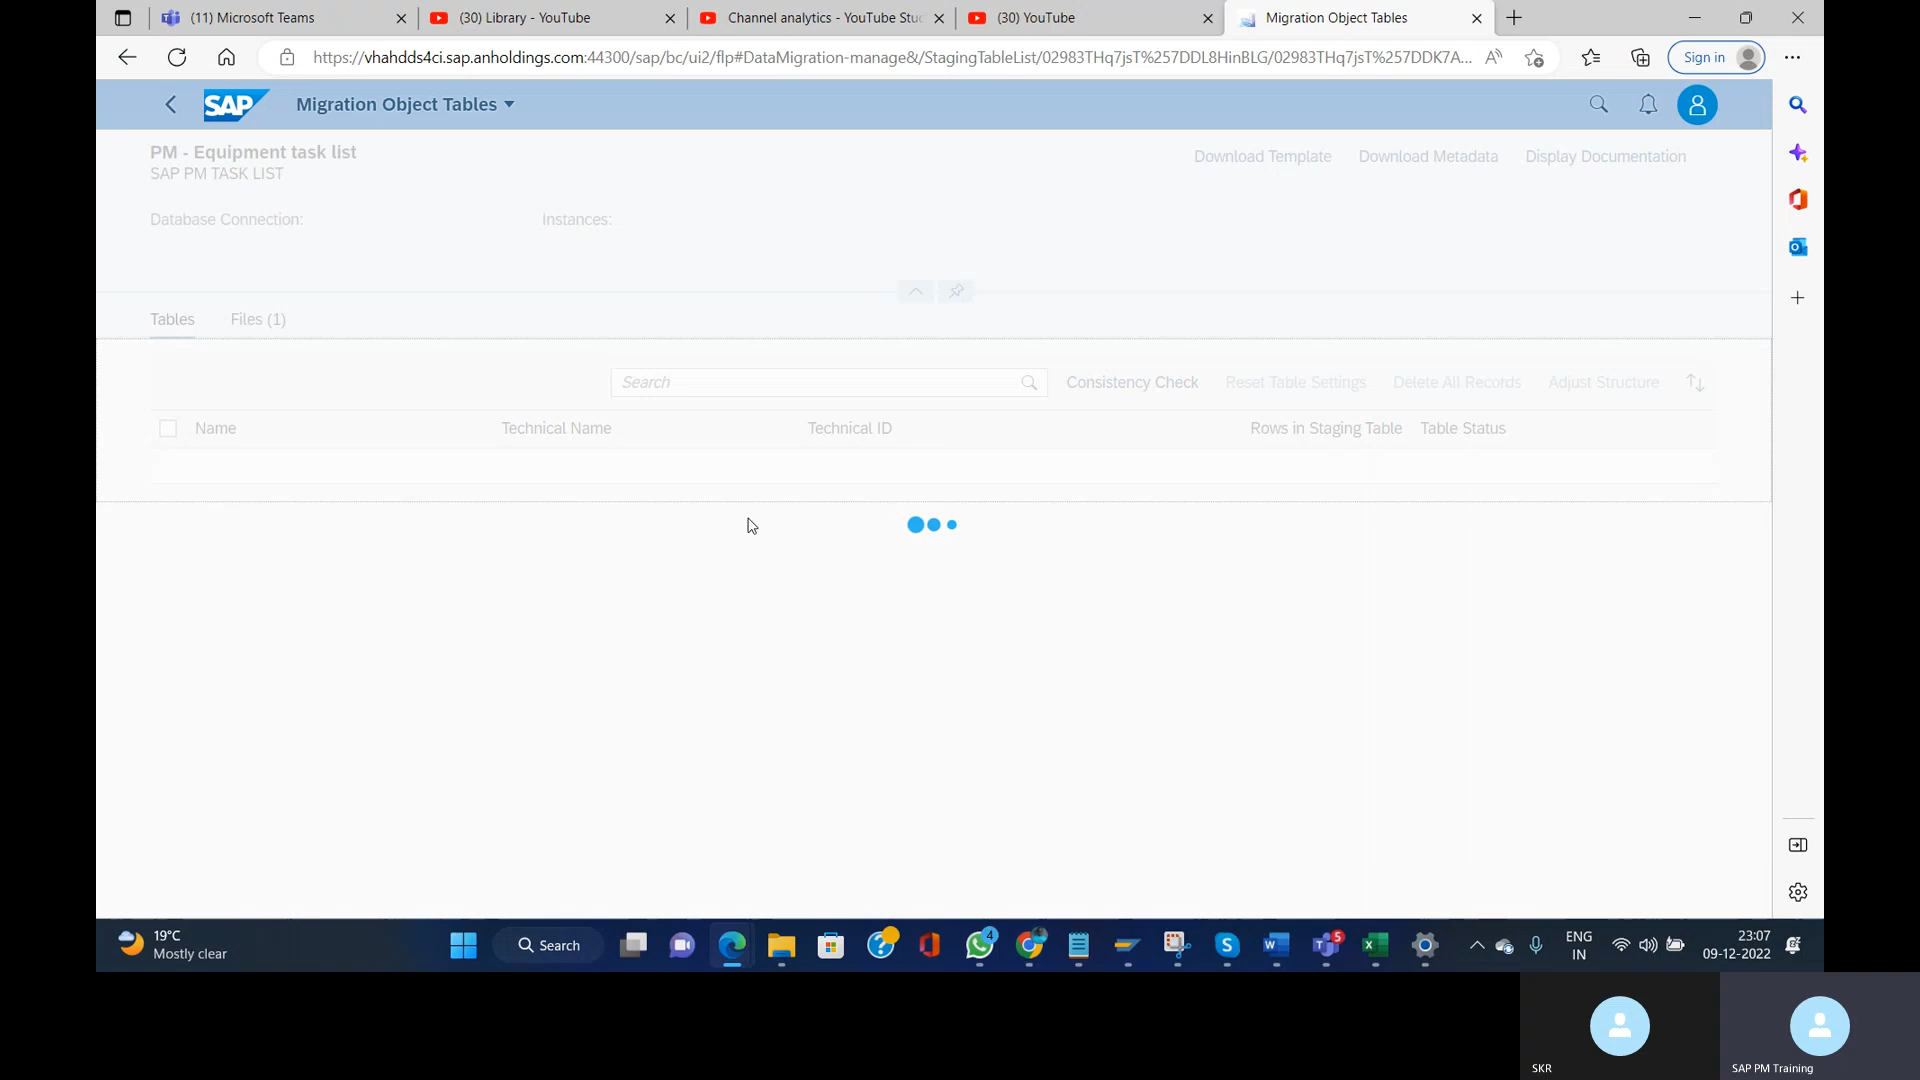 (11) Microsoft Teams
(30) Library - YouTube
Channel analytics - YouTube Stu
(30) YouTube
Migration Object Tables
https://vhahdds4ci.sap.anholdings.com:44300/sap/bc/ui2/flp#DataMigration-manage&/StagingTableList/02983THq7jsT%257DDL8HinBLG/02983THq7jsT%257DDK7A...
Sign in
SAP
Migration Object Tables
PM - Equipment task list
SAP PM TASK LIST
Download Template
Download Metadata
Display Documentation
Database Connection:
Instances:
Tables
Files (1)
Search
Consistency Check
Reset Table Settings
Delete All Records
Adjust Structure
Name
Technical Name
Technical ID
Rows in Staging Table
Table Status
19°C
Mostly clear
Search
4
5
ENG
IN
23:07
09-12-2022
SKR
SAP PM Training